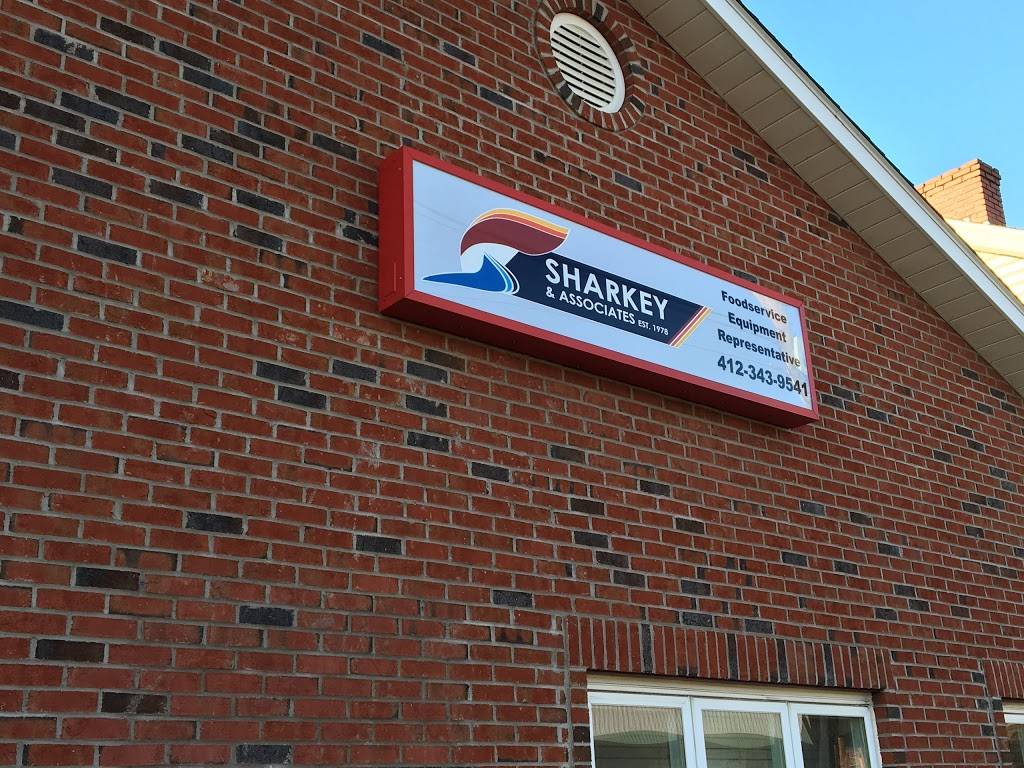 SHARKEY
& ASSOCIATES EST. 1978
Foodservice
Equipment
Representative
412-343-9541